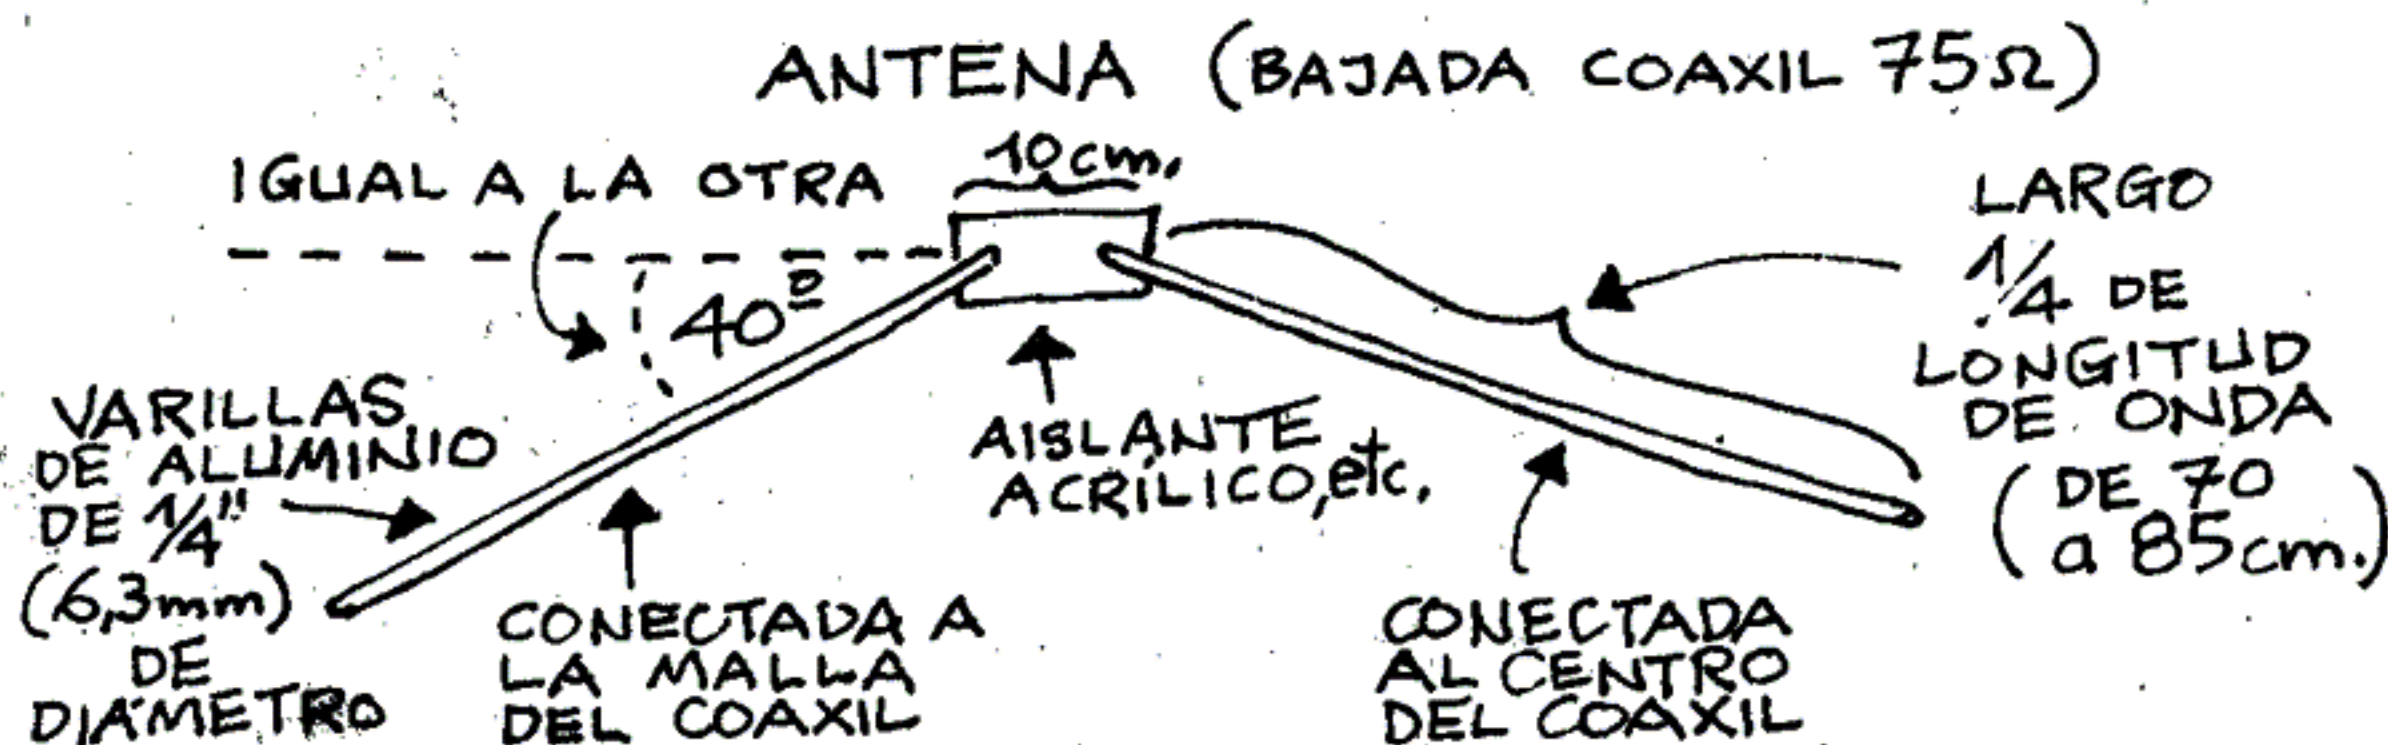 ANTENA (BAJADA COAXIL 75Ω)
IGUAL A LA OTRA
10cm.
40º
LARGO
1/4 DE
LONGITUD
DE ONDA
(DE 70
a 85cm.)
VARILLAS
DE ALUMINIO
DE 1/4"
(6,3mm)
DE
DIÁMETRO
AISLANTE
ACRÍLICO, etc.
CONECTADA A
LA MALLA
DEL COAXIL
CONECTADA
AL CENTRO
DEL COAXIL